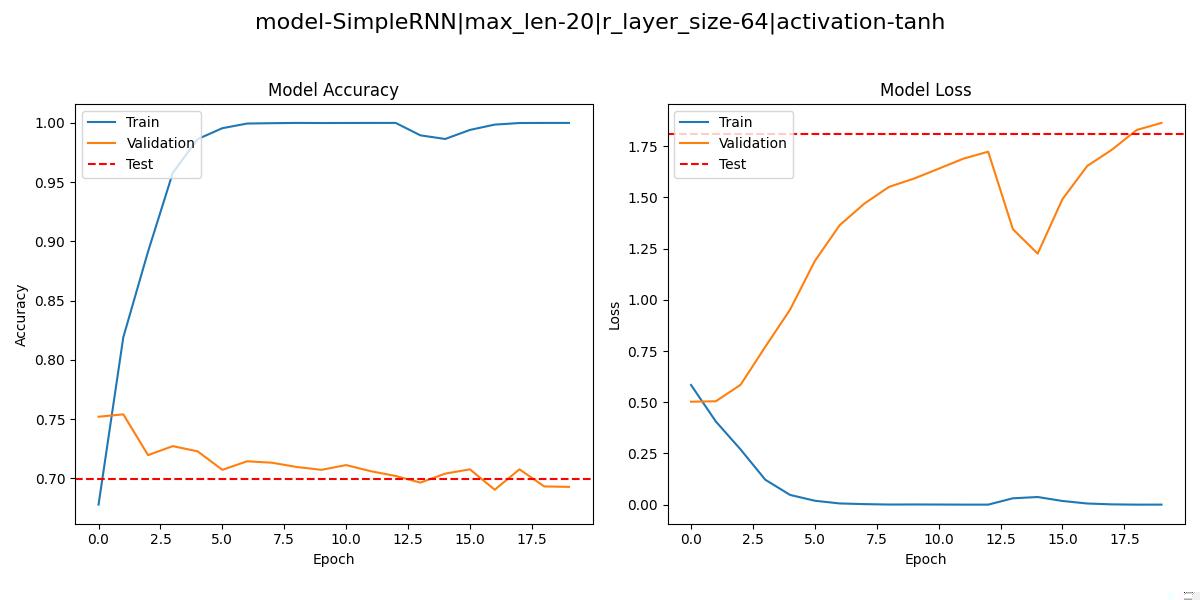 model-SimpleRNN|max_len-20|r_layer_size-64|activation-tanh
Model Accuracy
Train
Validation
Test
1.00
0.95
0.90
0.85
0.80
0.75
0.70
Accuracy
0.0 2.5 5.0 7.5 10.0 12.5 15.0 17.5
Epoch
Model Loss
Train
Validation
Test
1.75
1.50
1.25
1.00
0.75
0.50
0.25
0.00
Loss
0.0 2.5 5.0 7.5 10.0 12.5 15.0 17.5
Epoch